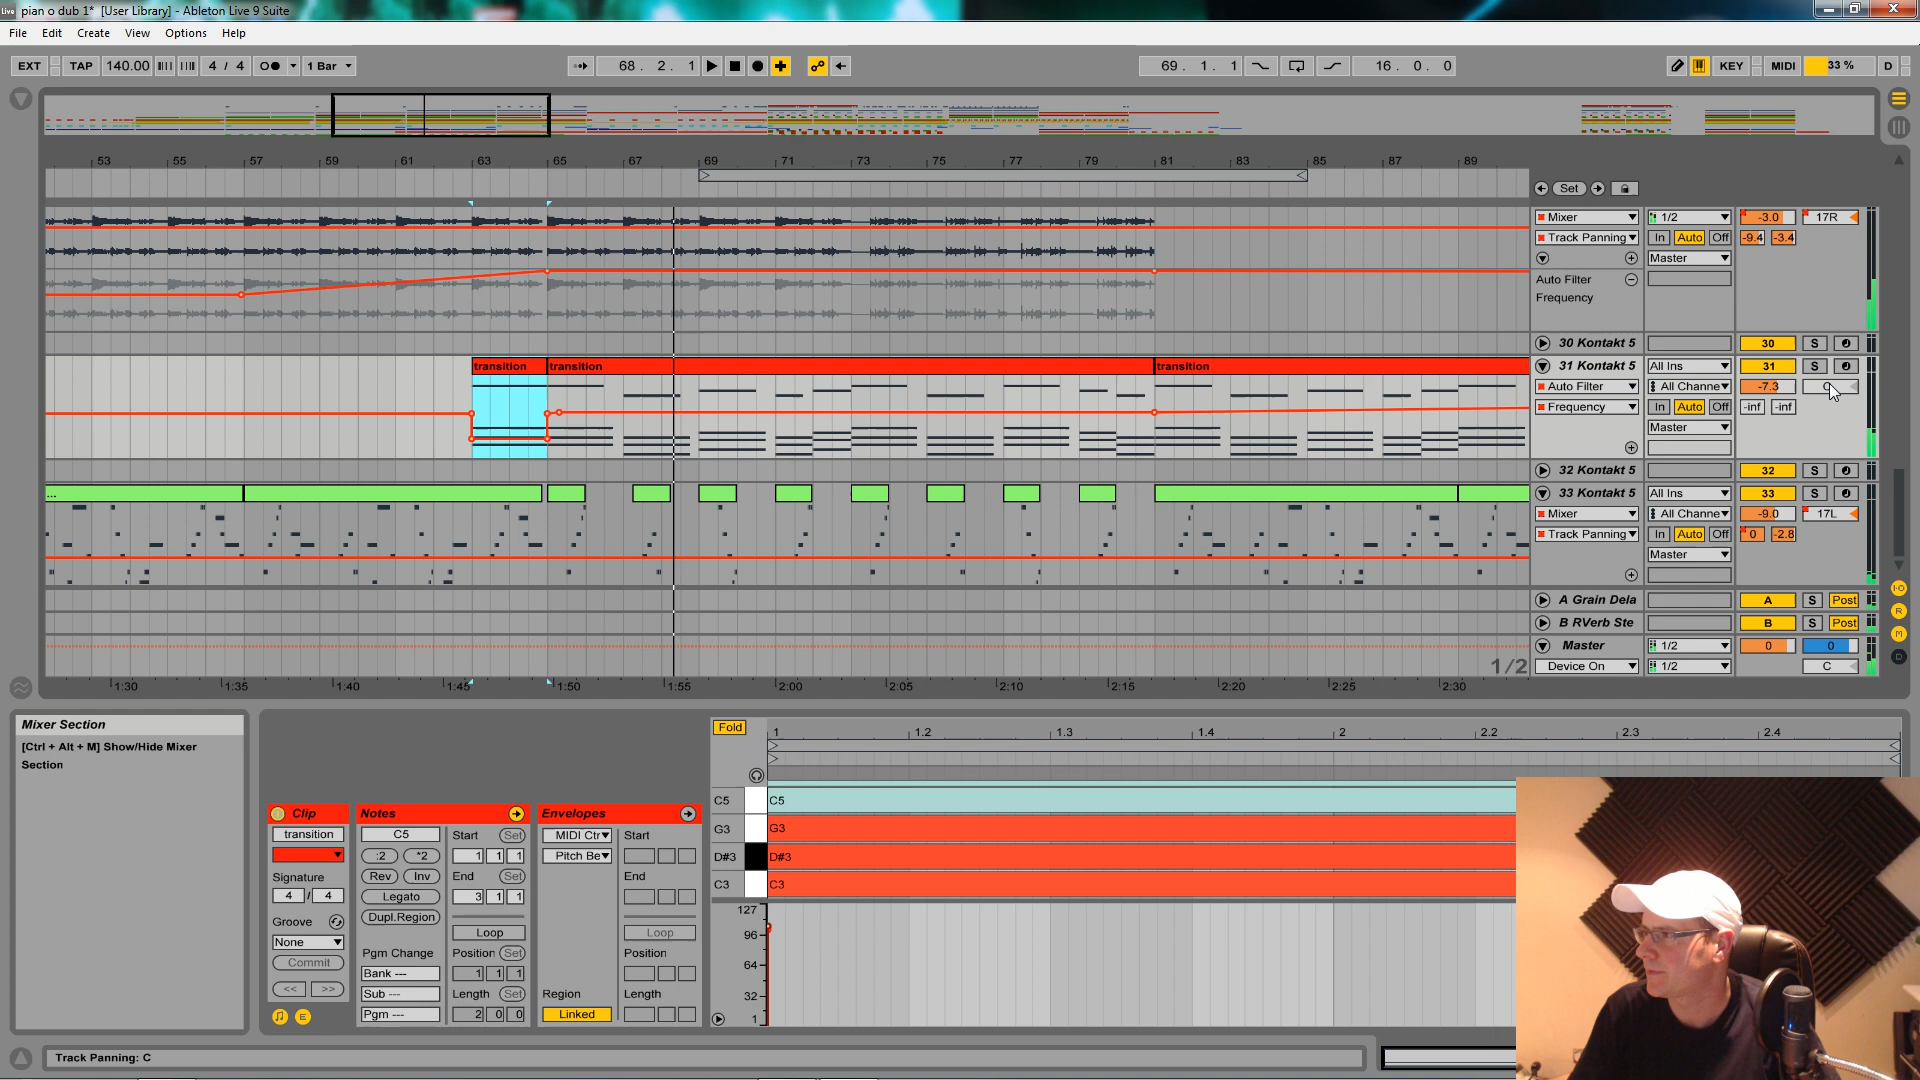 pian o dub 1* [User Library] - Ableton Live 9 Suite
File Edit Create View Options Help
EXT TAP 140.00 4 / 4 1 Bar 68. 2. 1 69. 1. 1 16. 0. 0 KEY MIDI 33 % D
53 55 57 59 61 63 65 67 69 71 73 75 77 79 81 83 85 87 89
Set
Mixer 1/2 -3.0 17R
Track Panning In Auto Off -9.4 -3.4
Master
Auto Filter
Frequency
30 Kontakt 5 30 S
transition transition transition 31 Kontakt 5 All Ins 31 S
Auto Filter All Channe -7.3 C
Frequency In Auto Off -inf -inf
Master
32 Kontakt 5 32 S
... 33 Kontakt 5 All Ins 33 S
Mixer All Channe -9.0 17L
Track Panning In Auto Off 0 -2.8
Master
A Grain Dela A S Post
B RVerb Ste B S Post
Master 1/2 0 0
1/2 Device On 1/2 C
1:30 1:35 1:40 1:45 1:50 1:55 2:00 2:05 2:10 2:15 2:20 2:25 2:30
Mixer Section
[Ctrl + Alt + M] Show/Hide Mixer
Section
Clip
transition
Signature
4 / 4
Groove
None
Commit
<< >>
Notes
C5
:2 *2
Rev Inv
Legato
Dupl.Region
Pgm Change
Bank ---
Sub ---
Pgm ---
Start Set
1 1 1
End Set
3 1 1
Loop
Position Set
1 1 1
Length Set
2 0 0
Envelopes
MIDI Ctr
Pitch Be
Region
Linked
Start
End
Loop
Position
Length
Fold
1 1.2 1.3 1.4 2 2.2 2.3 2.4
C5 C5
G3 G3
D#3 D#3
C3 C3
127
96
64
32
1
Track Panning: C